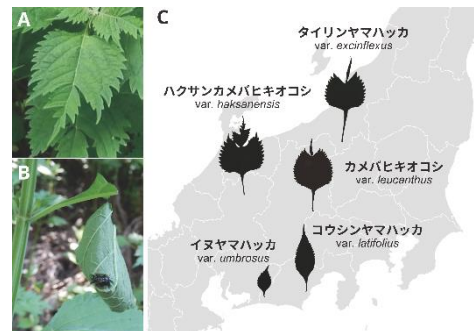 A
B
C
タイリンヤマハッカ
var. excinflexus
ハクサンカメバヒキオコシ
var. haksanensis
カメバヒキオコシ
var. leucanthus
コウシンヤマハッカ
var. latifolius
イヌヤマハッカ
var. umbrosus